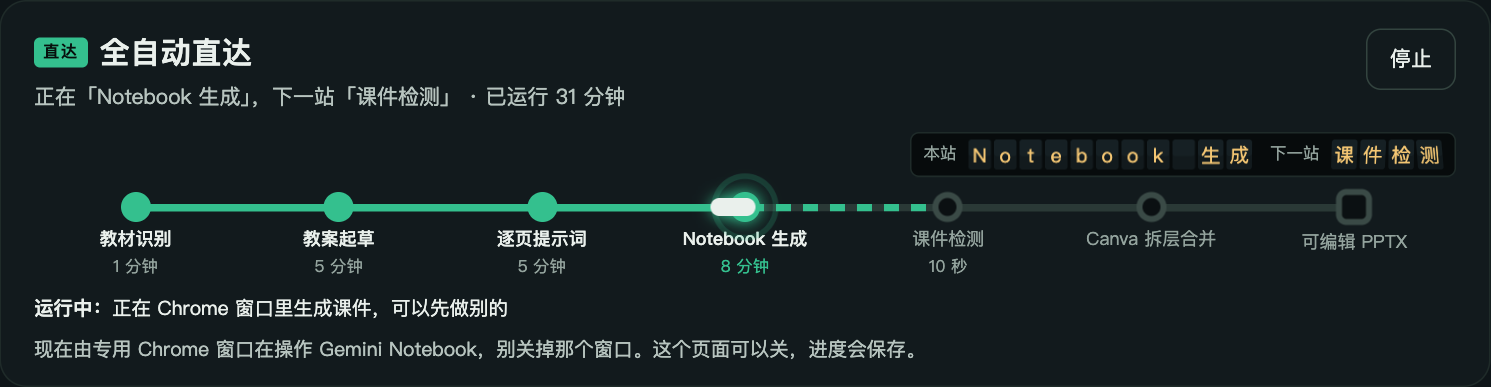 直达 全自动直达
停止
正在「Notebook 生成」，下一站「课件检测」 · 已运行 31 分钟
本站 Notebook 生成 下一站 课件检测
教材识别 教案起草 逐页提示词 Notebook 生成 课件检测 Canva 拆层合并 可编辑 PPTX
1 分钟 5 分钟 5 分钟 8 分钟 10 秒
运行中：正在 Chrome 窗口里生成课件，可以先做别的
现在由专用 Chrome 窗口在操作 Gemini Notebook，别关掉那个窗口。这个页面可以关，进度会保存。